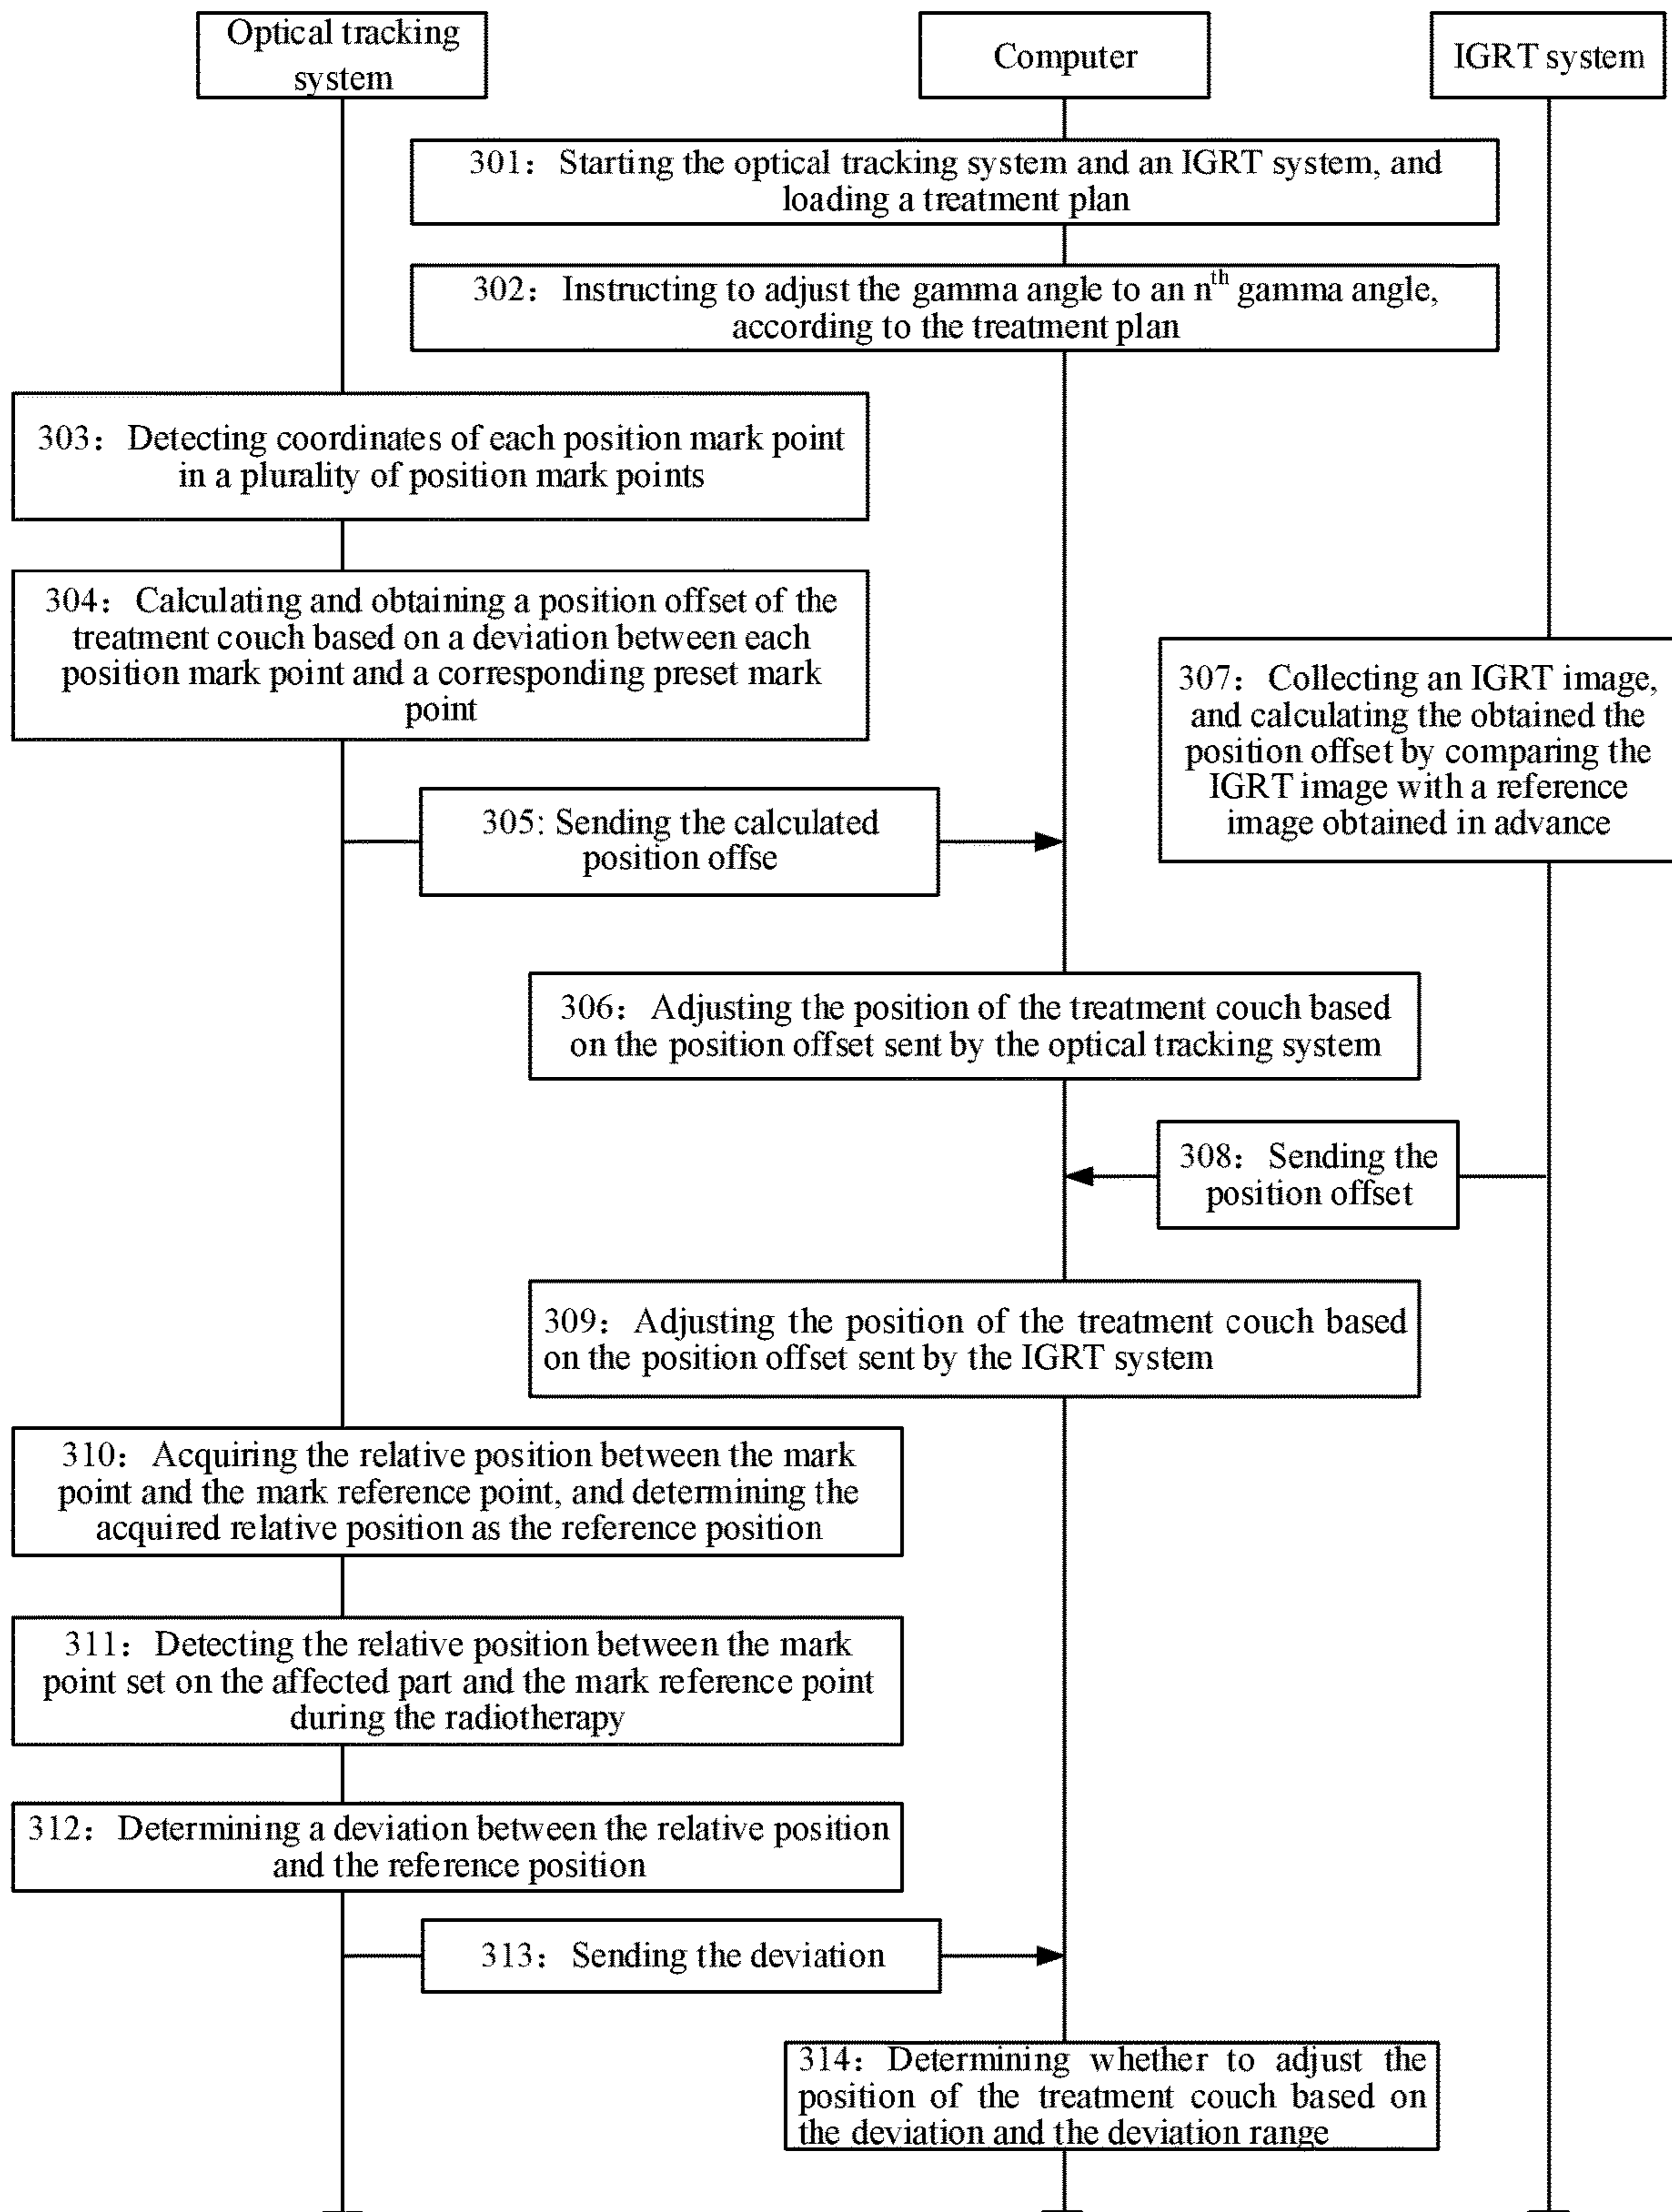 Optical tracking
system
Computer
IGRT system
301：Starting the optical tracking system and an IGRT system, and
loading a treatment plan
302：Instructing to adjust the gamma angle to an nth gamma angle,
according to the treatment plan
303：Detecting coordinates of each position mark point
in a plurality of position mark points
304：Calculating and obtaining a position offset of the
treatment couch based on a deviation between each
position mark point and a corresponding preset mark
point
307：Collecting an IGRT image,
and calculating the obtained the
position offset by comparing the
IGRT image with a reference
image obtained in advance
305: Sending the calculated
position offse
306：Adjusting the position of the treatment couch based
on the position offset sent by the optical tracking system
308：Sending the
position offset
309：Adjusting the position of the treatment couch based
on the position offset sent by the IGRT system
310：Acquiring the relative position between the mark
point and the mark reference point, and determining the
acquired relative position as the reference position
311：Detecting the relative position between the mark
point set on the affected part and the mark reference point
during the radiotherapy
312：Determining a deviation between the relative position
and the reference position
313：Sending the deviation
314：Determining whether to adjust the
position of the treatment couch based on
the deviation and the deviation range